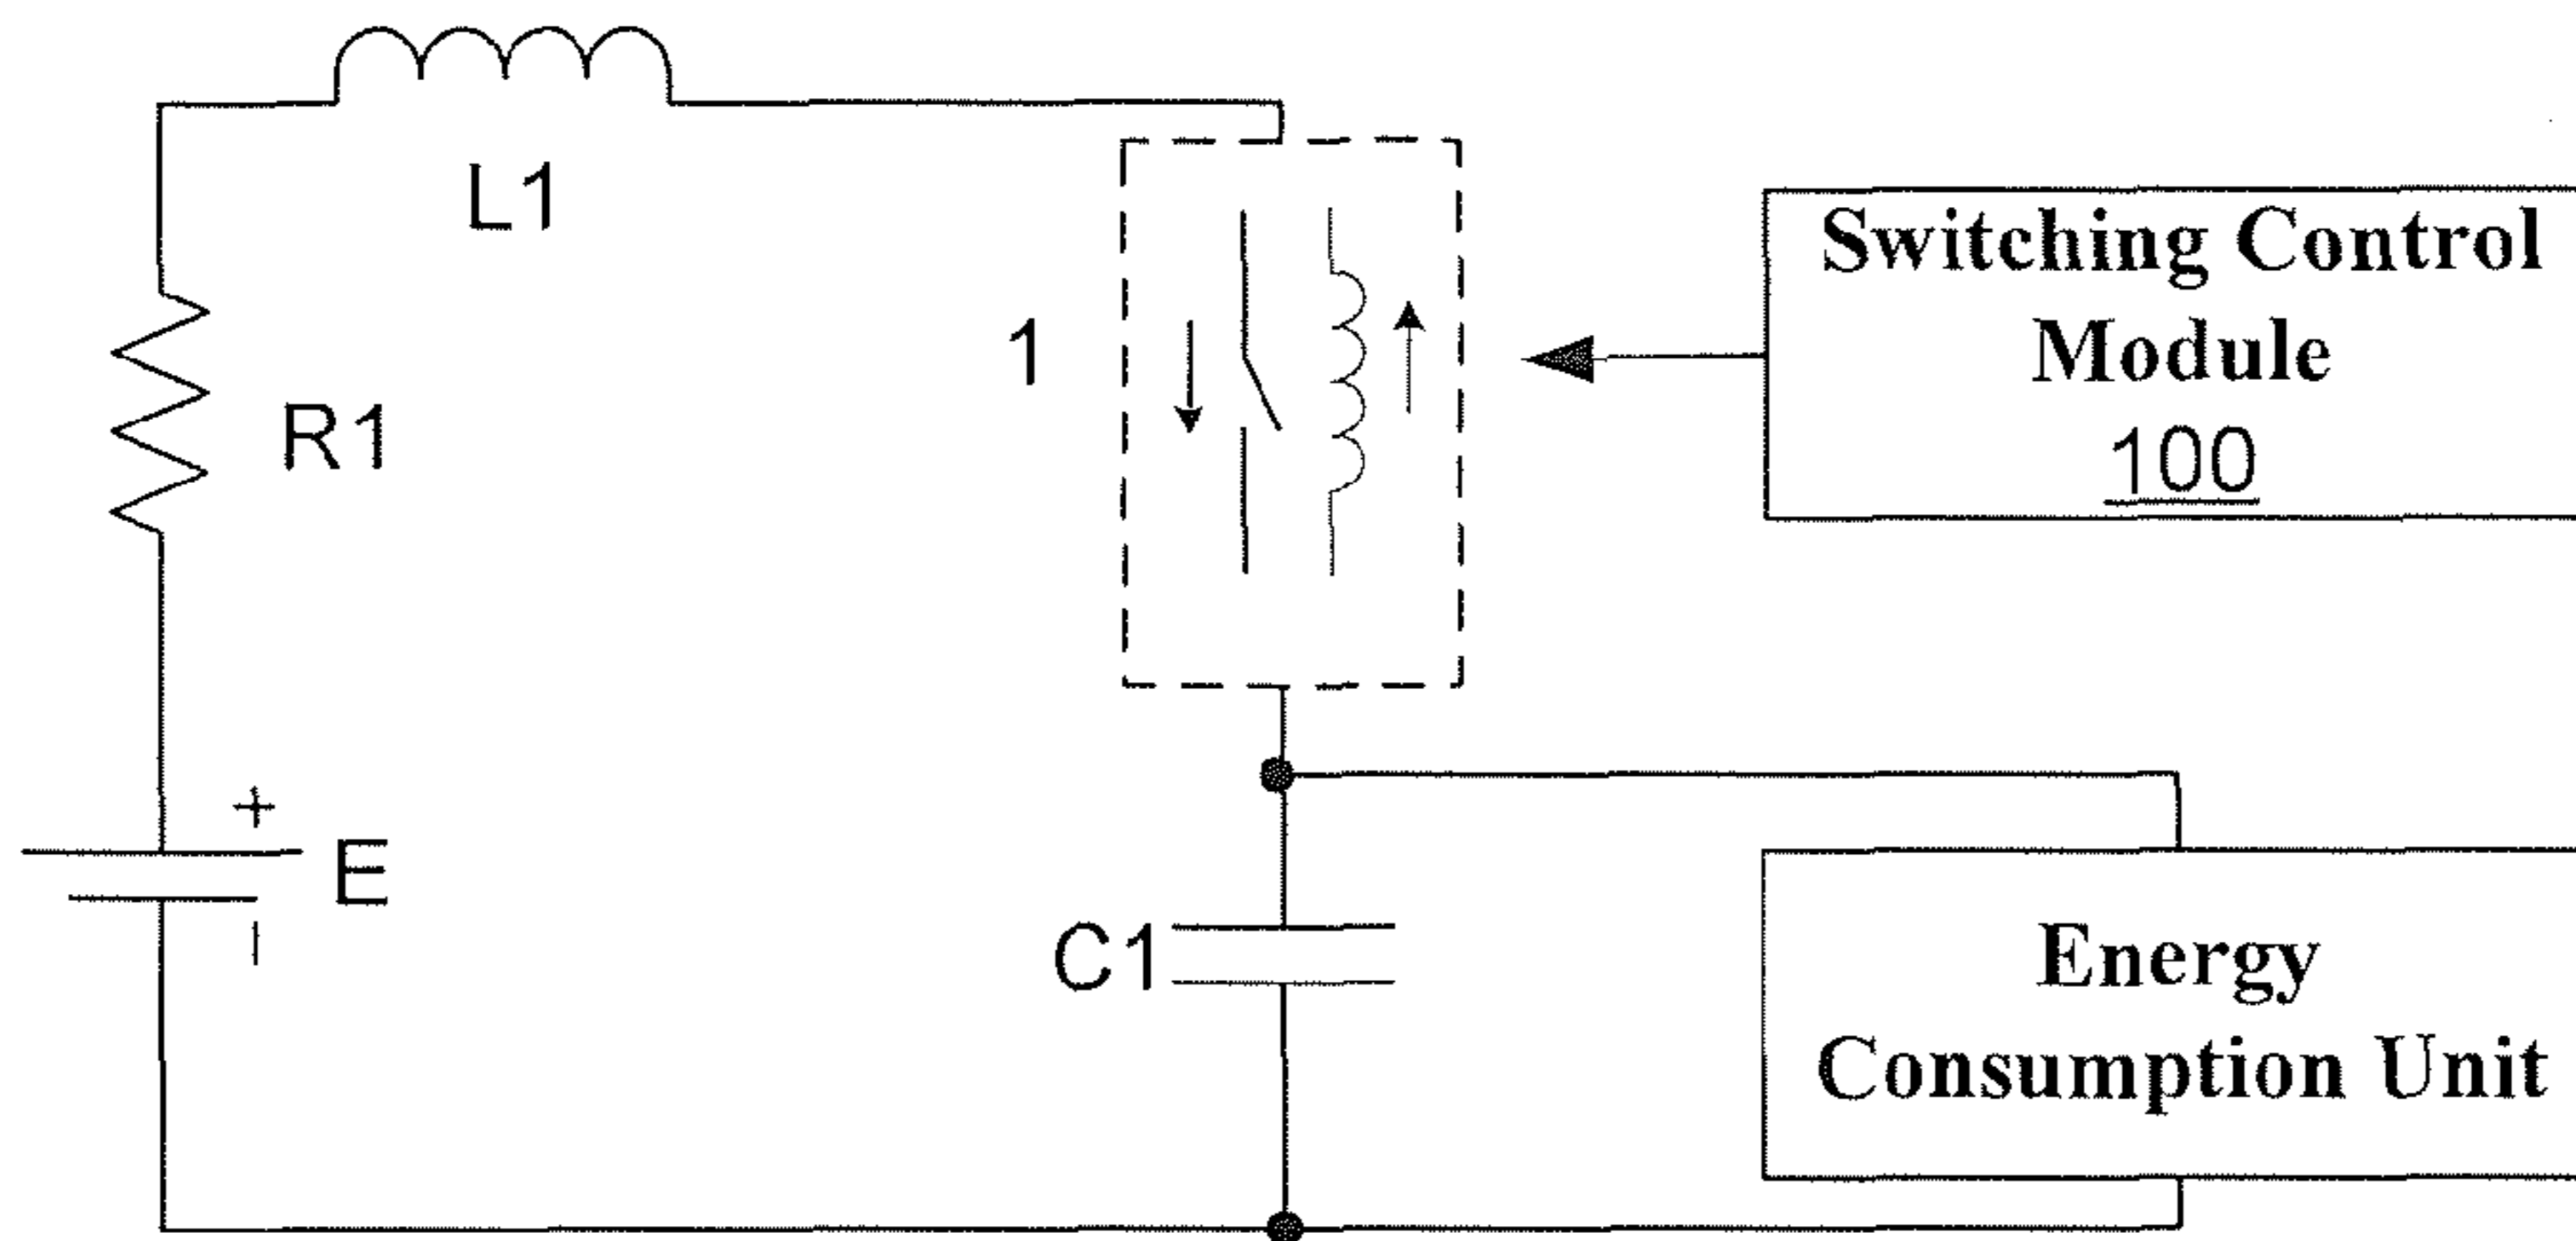 L1
R1
1
Switching Control
Module
100
+
E
C1
Energy
Consumption Unit